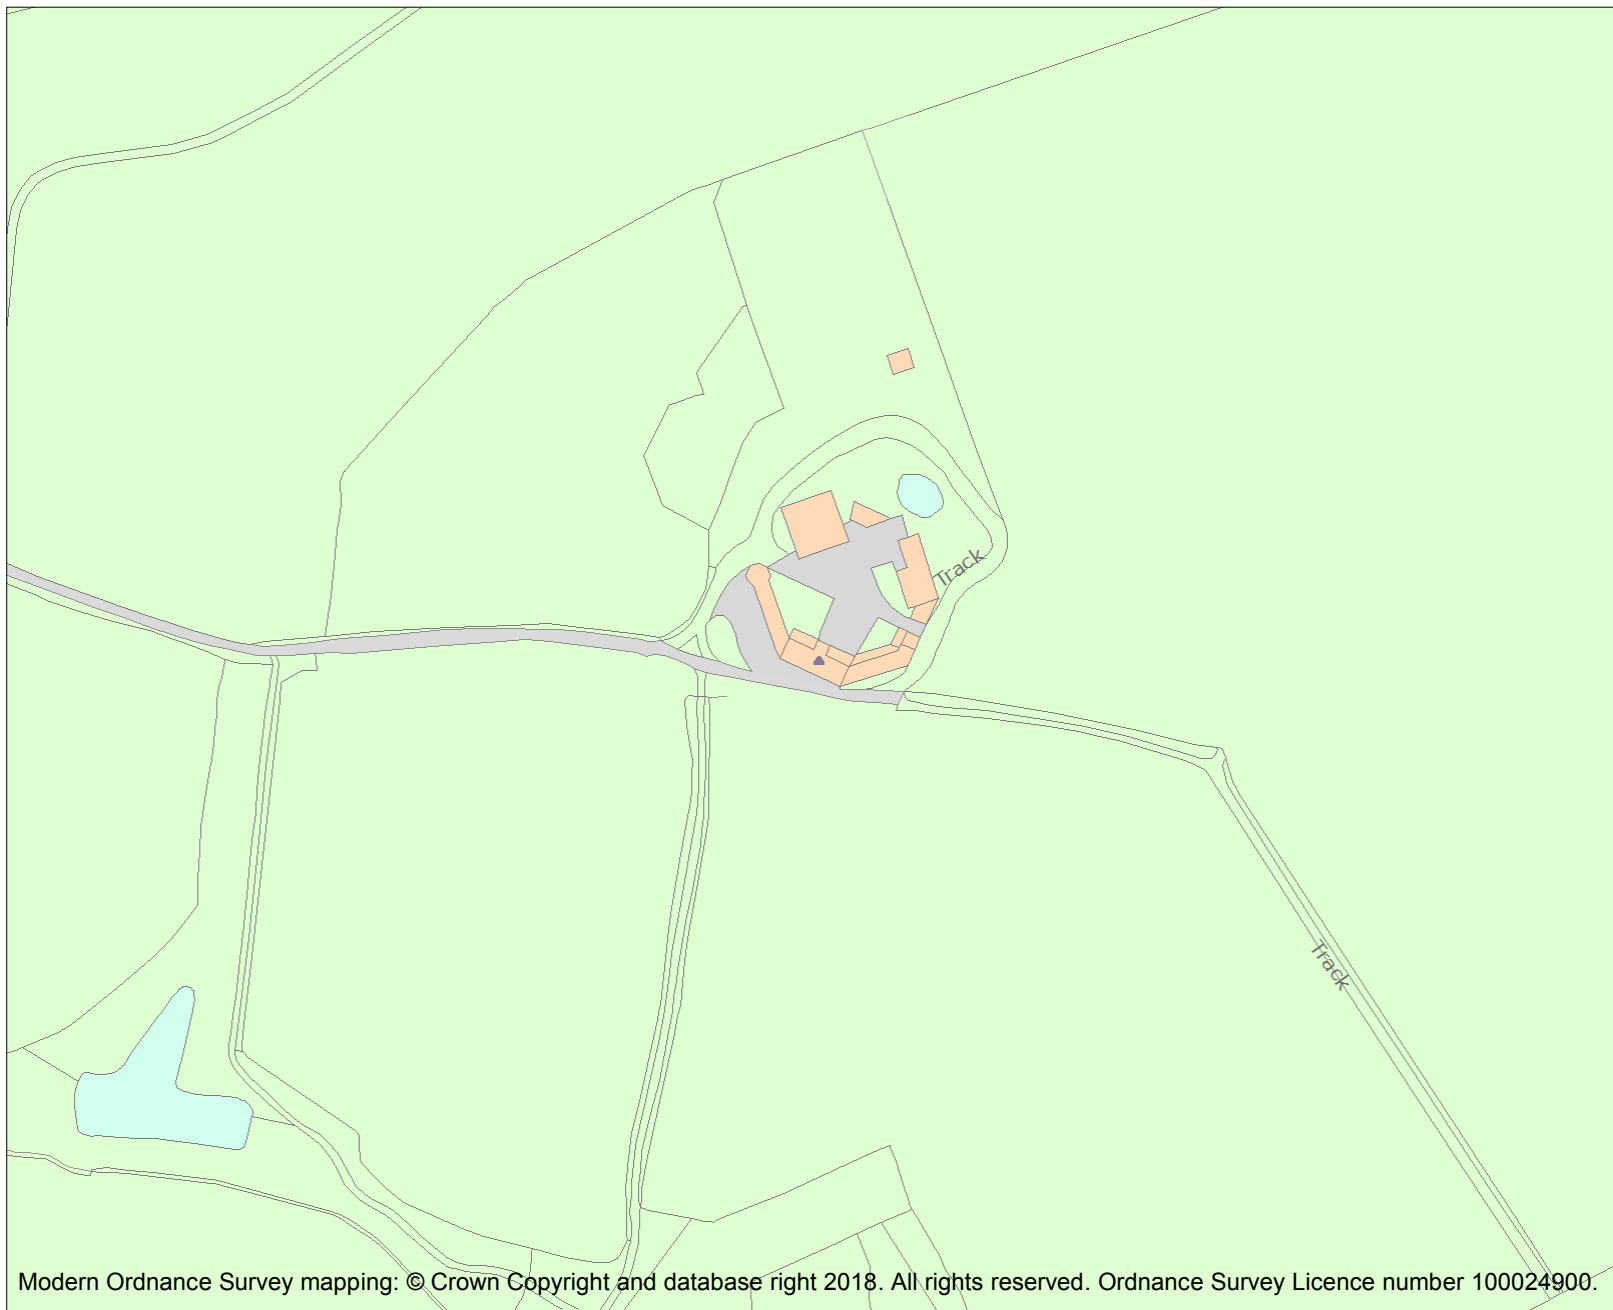 Track
Track
Modern Ordnance Survey mapping: © Crown Copyright and database right 2018. All rights reserved. Ordnance Survey Licence number 100024900.